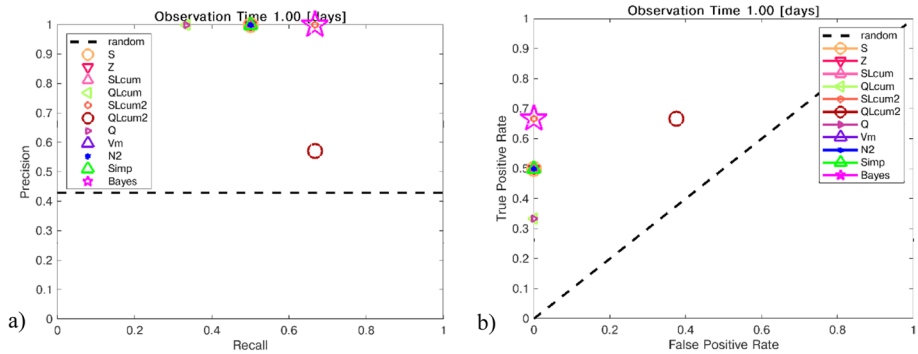 Observation Time 1.00 [days]
1
0.9
0.8
0.7
0.6
0.5
0.4
0.3
0.2
0.1
0
Precision
random
S
Z
SLcum
QLcum
SLcum2
QLcum2
Q
Vm
N2
Simp
Bayes
0 0.2 0.4 0.6 0.8 1
Recall
a)
Observation Time 1.00 [days]
1
0.9
0.8
0.7
0.6
0.5
0.4
0.3
0.2
0.1
0
True Positive Rate
random
S
Z
SLcum
QLcum
SLcum2
QLcum2
Q
Vm
N2
Simp
Bayes
0 0.2 0.4 0.6 0.8 1
False Positive Rate
b)